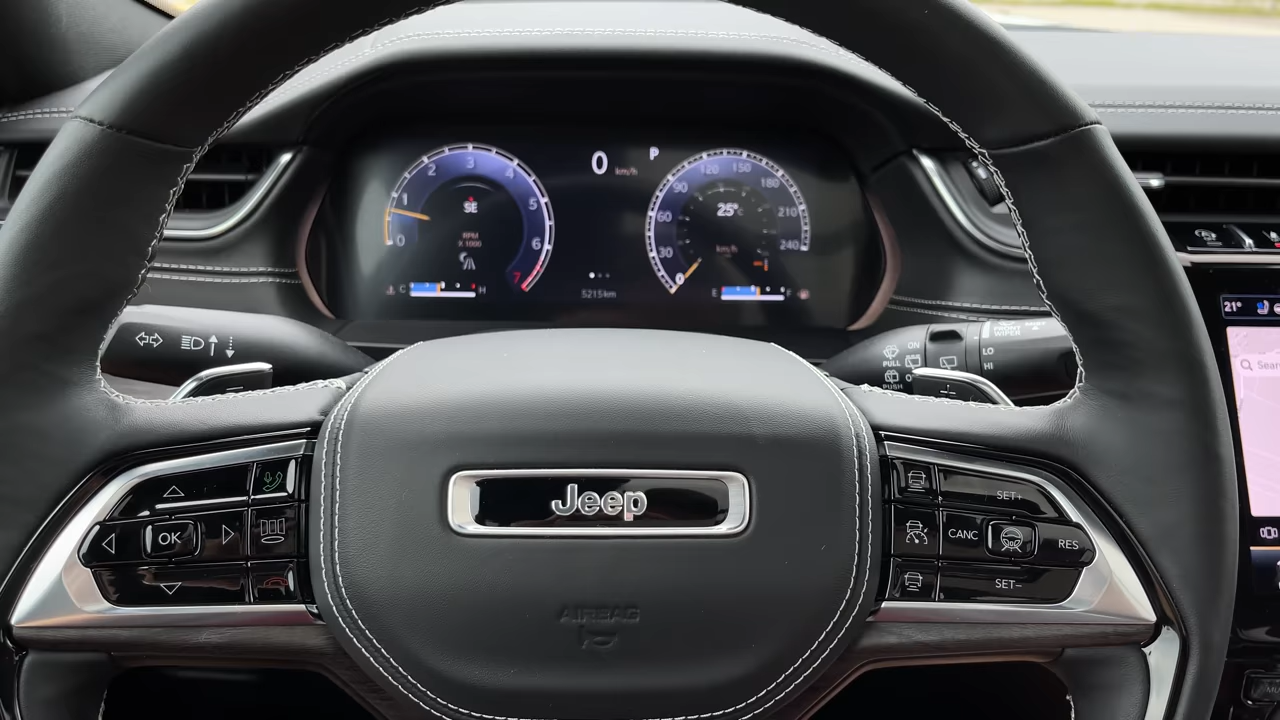 0 km/h P
0 1 2 3 4 5 6 7
SE
RPM
X 1000
C H
5215km
0 30 60 90 120 150 180 210 240
25°c
km/h
E F
ON
PULL
PUSH
FRONT
WIPER
LO
HI
21°
OK
Jeep
AIRBAG
SET+
CANC
RES
SET-